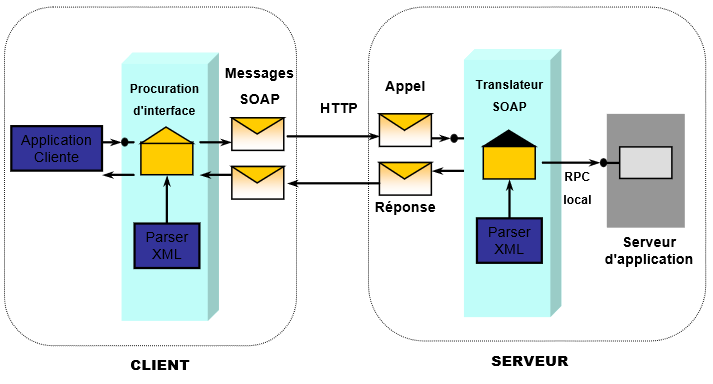 Procuration
d'interface
Messages
SOAP
HTTP
Appel
Translateur
SOAP
Application
Cliente
Réponse
RPC
local
Parser
XML
Parser
XML
Serveur
d'application
CLIENT
SERVEUR